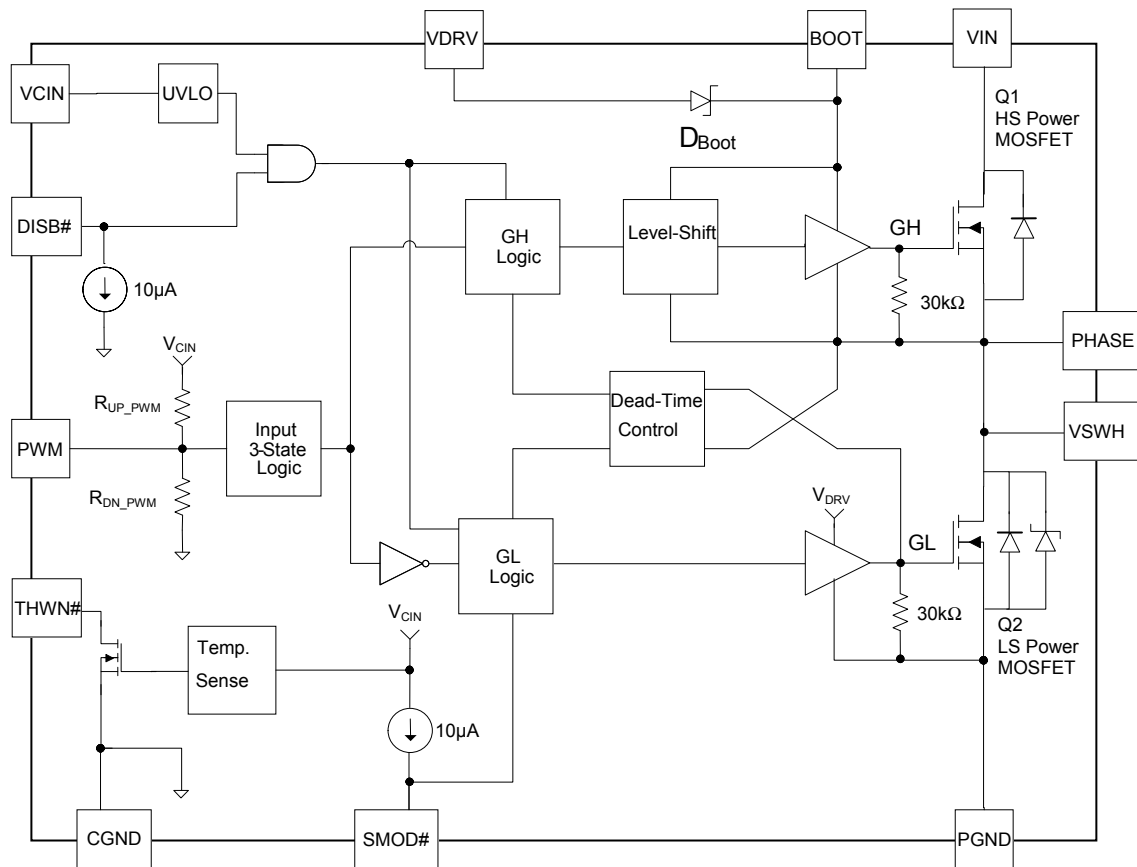 VDRV
BOOT
VIN
VCIN
UVLO
Q1
HS Power
MOSFET
DBoot
DISB#
GH
Logic
Level-Shift
GH
10µA
30kΩ
VCIN
PHASE
RUP_PWM
Dead-Time
Control
PWM
Input
3-State
Logic
VSWH
RDN_PWM
VDRV
GL
Logic
GL
THWN#
VCIN
30kΩ
Q2
LS Power
MOSFET
Temp.
Sense
10µA
CGND
SMOD#
PGND